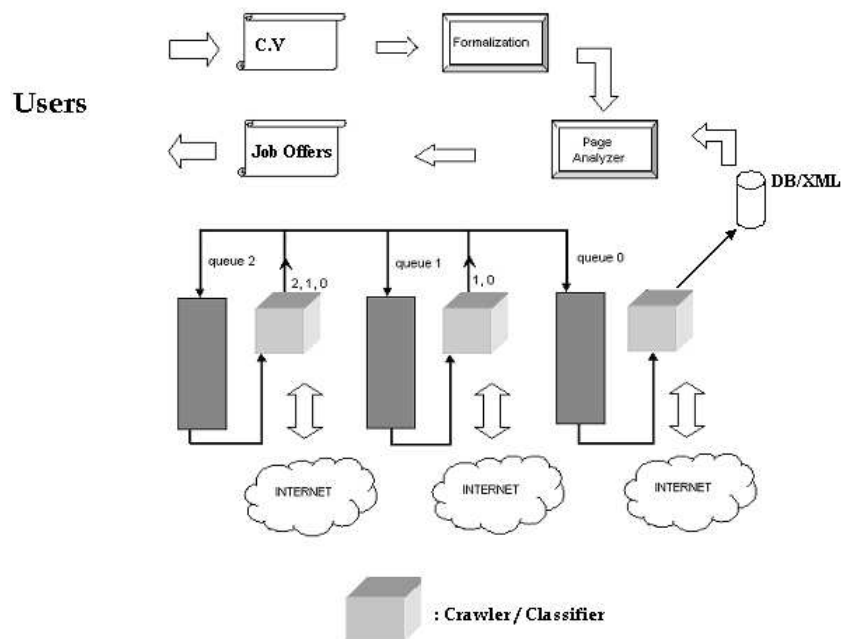 C.V
Formalization
Users
Job Offers
Page
Analyzer
DB/XML
queue 2
queue 1
queue 0
2, 1, 0
1, 0
INTERNET
INTERNET
INTERNET
: Crawler / Classifier